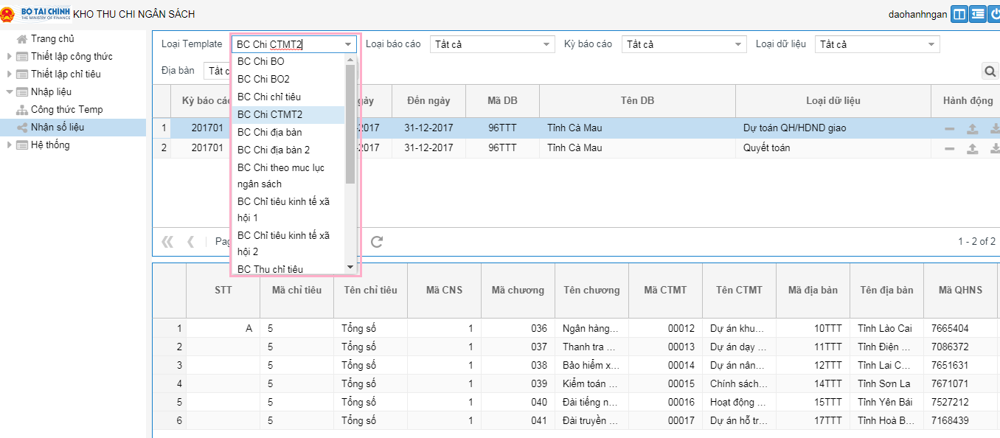 BỘ TÀI CHÍNH
THE MINISTRY OF FINANCE
KHO THU CHI NGÂN SÁCH
daohanhngan
Trang chủ
Thiết lập công thức
Thiết lập chỉ tiêu
Nhập liệu
Công thức Temp
Nhận số liệu
Hệ thống
Loại Template BC Chi CTMT2 Loại báo cáo Tất cả Kỳ báo cáo Tất cả Loại dữ liệu Tất cả
Địa bàn Tất c
BC Chi BO
BC Chi BO2
BC Chi chỉ tiêu
BC Chi CTMT2
BC Chi địa bàn
BC Chi địa bàn 2
BC Chi theo muc lục
ngân sách
BC Chỉ tiêu kinh tế xã
hội 1
BC Chỉ tiêu kinh tế xã
hội 2
BC Thu chỉ tiêu
Kỳ báo các gày Đến ngày Mã DB Tên DB Loại dữ liệu Hành động
1 201701 -2017 31-12-2017 96TTT Tỉnh Cà Mau Dự toán QH/HDND giao
2 201701 -2017 31-12-2017 96TTT Tỉnh Cà Mau Quyết toán
Pag 1 - 2 of 2
STT Mã chỉ tiêu Tên chỉ tiêu Mã CNS Mã chương Tên chương Mã CTMT Tên CTMT Mã địa bàn Tên địa bàn Mã QHNS
1 A 5 Tổng số 1 036 Ngân hàng... 00012 Dự án khu... 10TTT Tỉnh Lào Cai 7665404
2 5 Tổng số 1 037 Thanh tra ... 00013 Dự án dạy ... 11TTT Tỉnh Điện ... 7086372
3 5 Tổng số 1 038 Bảo hiểm x... 00014 Dự án nân... 12TTT Tỉnh Lai C... 7651631
4 5 Tổng số 1 039 Kiểm toán ... 00015 Chính sách... 14TTT Tỉnh Sơn La 7671071
5 5 Tổng số 1 040 Đài tiếng n... 00016 Hoạt động ... 15TTT Tỉnh Yên Bái 7527212
6 5 Tổng số 1 041 Đài truyền ... 00017 Dự án hỗ tr... 17TTT Tỉnh Hoà B... 7168439